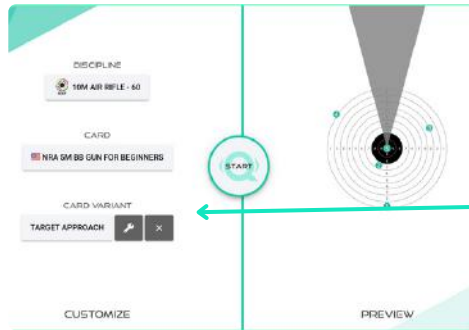 DISCIPLINE
10M AIR RIFLE - 60
CARD
NRA 5M BB GUN FOR BEGINNERS
CARD VARIANT
TARGET APPROACH
START
CUSTOMIZE
PREVIEW